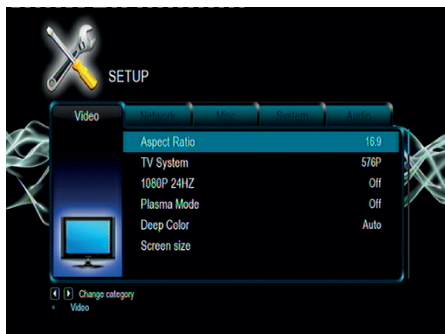 SETUP
Video Network Misc System Audio
Aspect Ratio 16:9
TV System 576P
1080P 24HZ Off
Plasma Mode Off
Deep Color Auto
Screen size
Change category
Video